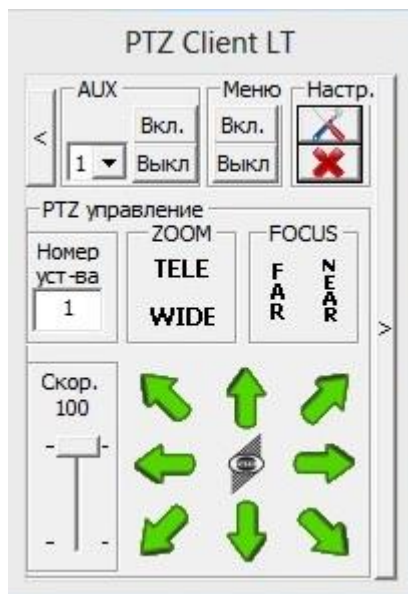 PTZ Client LT
AUX
Меню
Настр.
<
1
Вкл.
Выкл
Вкл.
Выкл
PTZ управление
Номер
уст-ва
1
ZOOM
TELE
WIDE
FOCUS
FAR
NEAR
>
Скор.
100